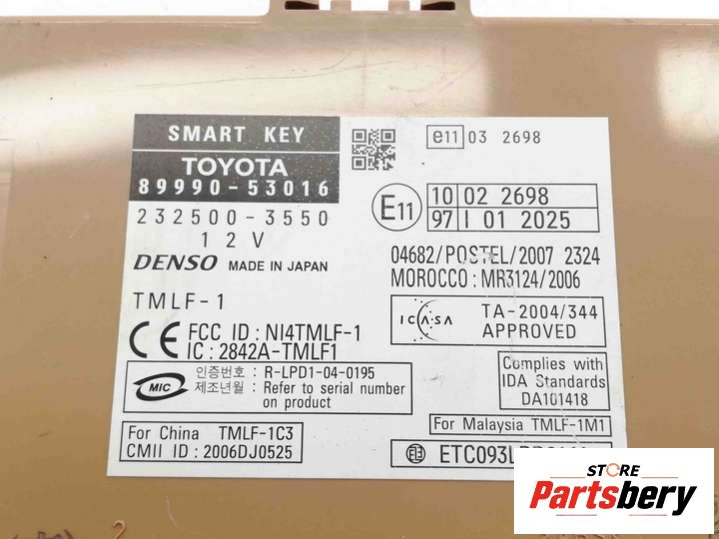 SMART KEY
TOYOTA
89990-53016
232500-3550
12V
DENSO MADE IN JAPAN
TMLF-1
CE FCC ID : NI4TMLF-1
IC : 2842A-TMLF1
MIC
인증번호 : R-LPD1-04-0195
제조년월 : Refer to serial number
on product
For China TMLF-1C3
CMII ID : 2006DJ0525
e11 03 2698
E11
10 02 2698
97 I 01 2025
04682/POSTEL/2007 2324
MOROCCO : MR3124/2006
ICASA TA-2004/344
APPROVED
Complies with
IDA Standards
DA101418
For Malaysia TMLF-1M1
STORE
Partsbery